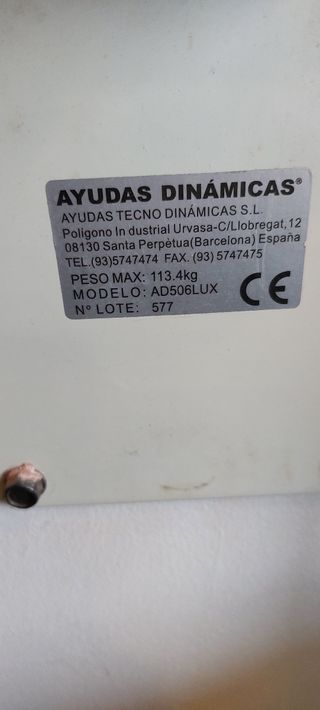 AYUDAS DINÁMICAS®
AYUDAS TECNO DINÁMICAS S.L.
Poligono In dustrial Urvasa-C/Llobregat,12
08130 Santa Perpètua(Barcelona) España
TEL.(93)5747474 FAX. (93) 5747475
PESO MAX: 113.4kg
MODELO: AD506LUX
Nº LOTE: 577
CE